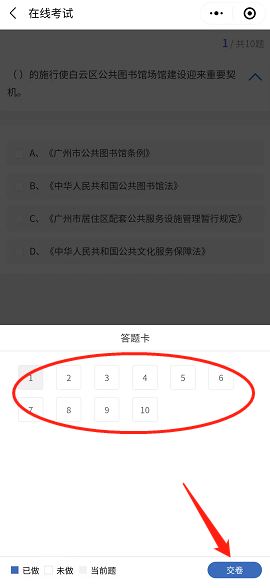 在线考试
1 / 共10题
（ ）的施行使白云区公共图书馆场馆建设迎来重要契
机。
A、《广州市公共图书馆条例》
B、《中华人民共和国公共图书馆法》
C、《广州市居住区配套公共服务设施管理暂行规定》
D、《中华人民共和国公共文化服务保障法》
答题卡
1 2 3 4 5 6
7 8 9 10
已做 未做 当前题 交卷